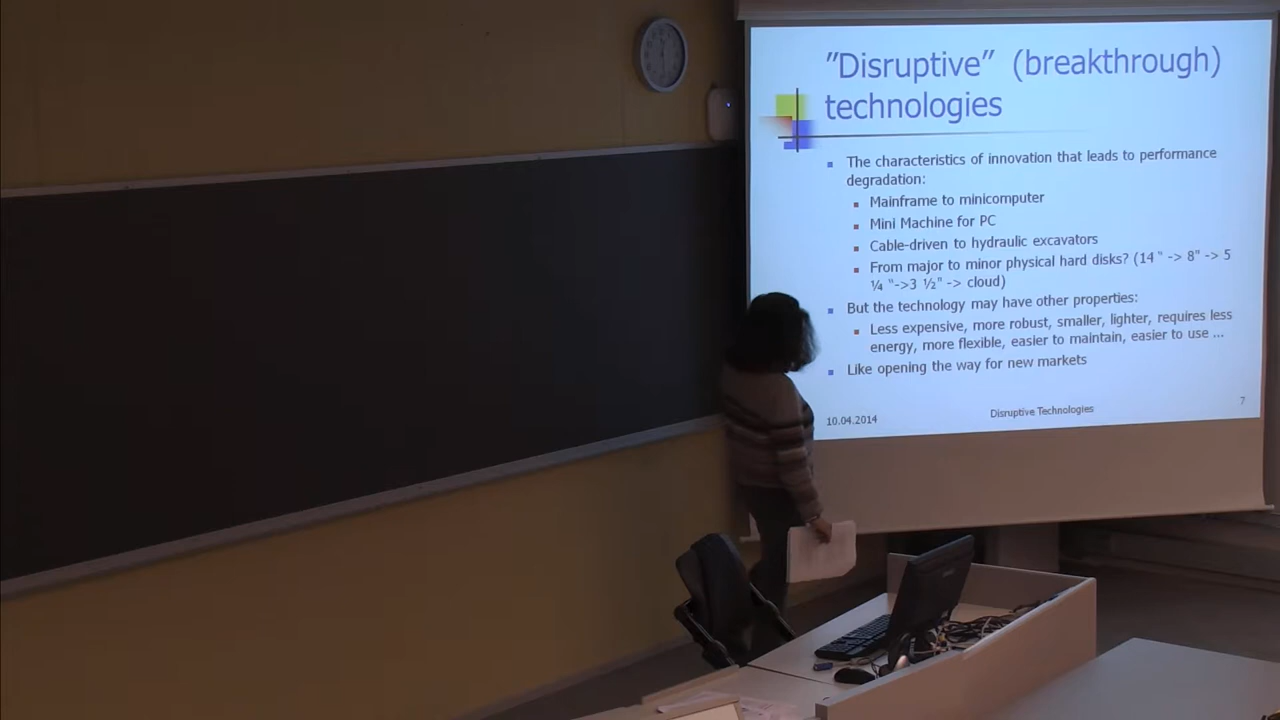 ”Disruptive” (breakthrough)
technologies
The characteristics of innovation that leads to performance
degradation:
Mainframe to minicomputer
Mini Machine for PC
Cable-driven to hydraulic excavators
From major to minor physical hard disks? (14 " -> 8" -> 5
¼ "->3 ½" -> cloud)
But the technology may have other properties:
Less expensive, more robust, smaller, lighter, requires less
energy, more flexible, easier to maintain, easier to use ...
Like opening the way for new markets
10.04.2014
Disruptive Technologies
7